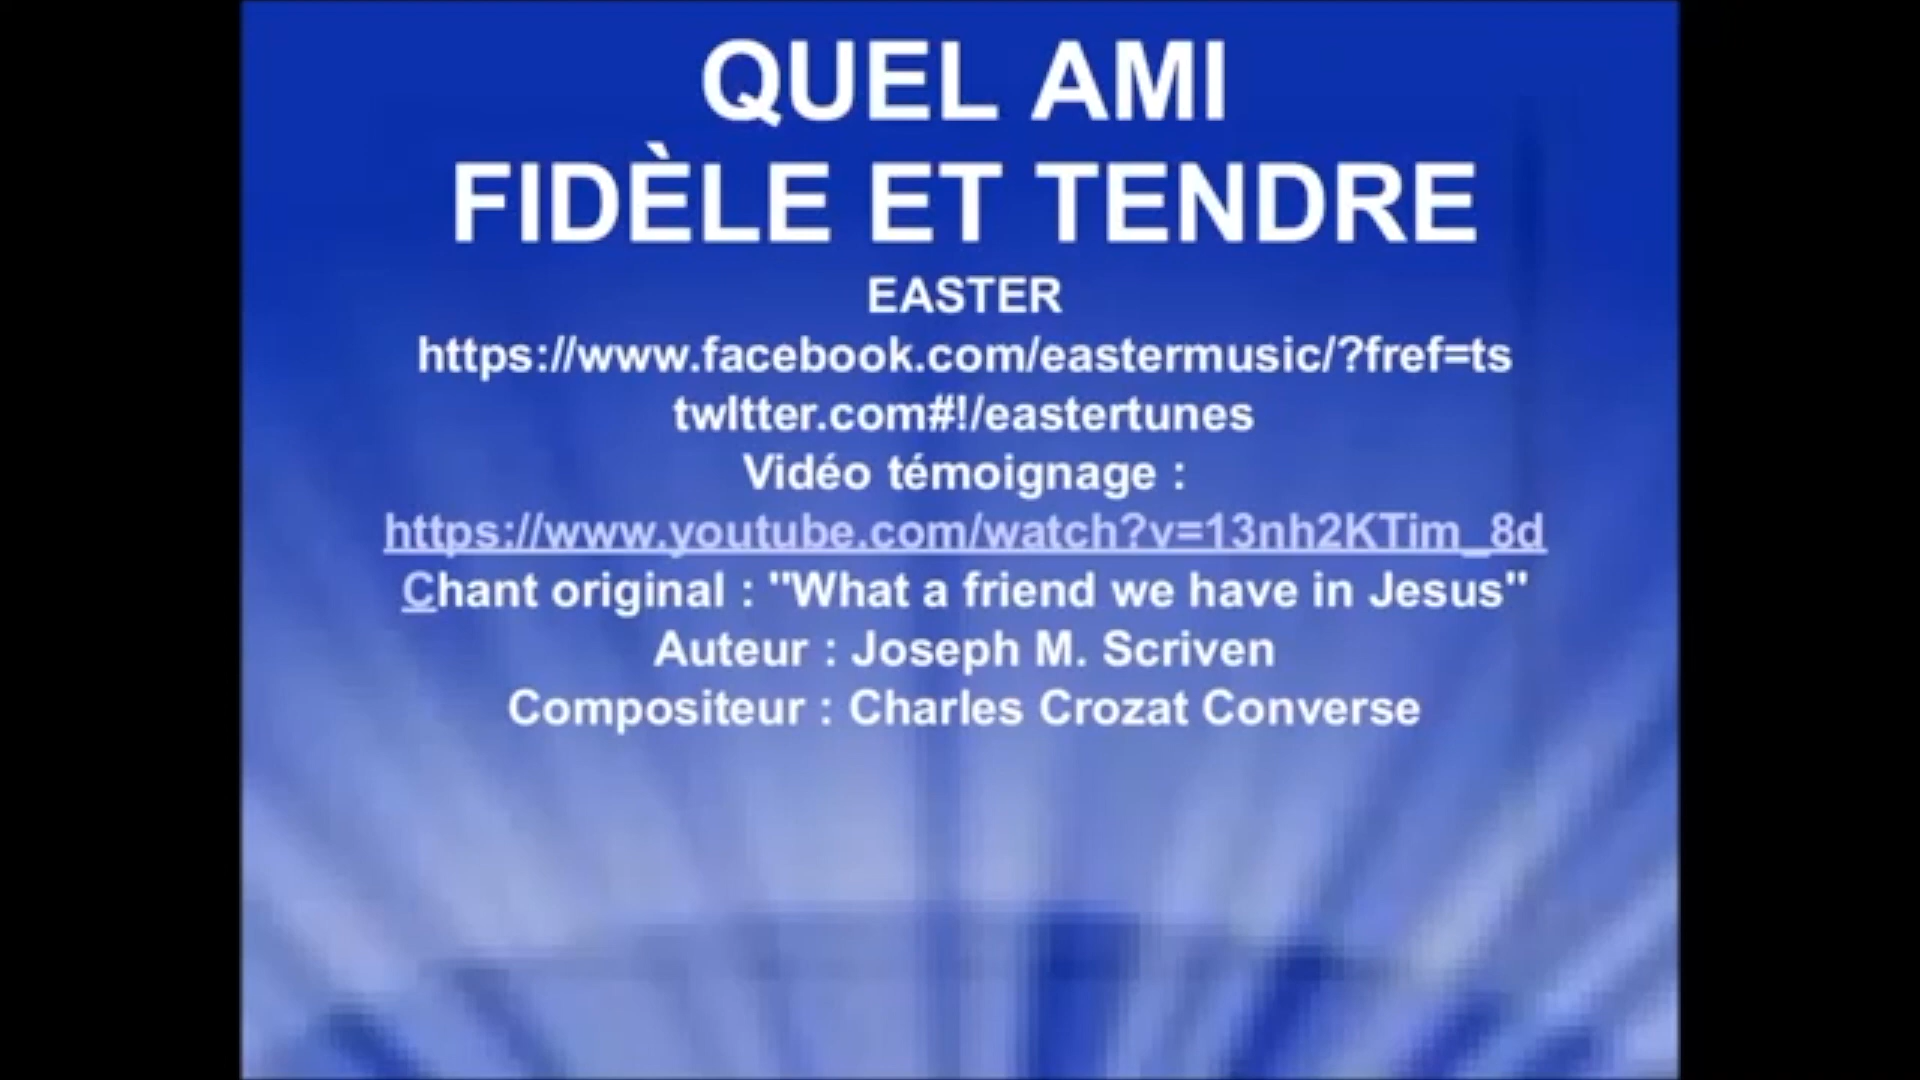 QUEL AMI
FIDÈLE ET TENDRE
EASTER
https://www.facebook.com/eastermusic/?fref=ts
twItter.com#!/eastertunes
Vidéo témoignage :
https://www.youtube.com/watch?v=13nh2KTim_8d
Chant original : "What a friend we have in Jesus"
Auteur : Joseph M. Scriven
Compositeur : Charles Crozat Converse